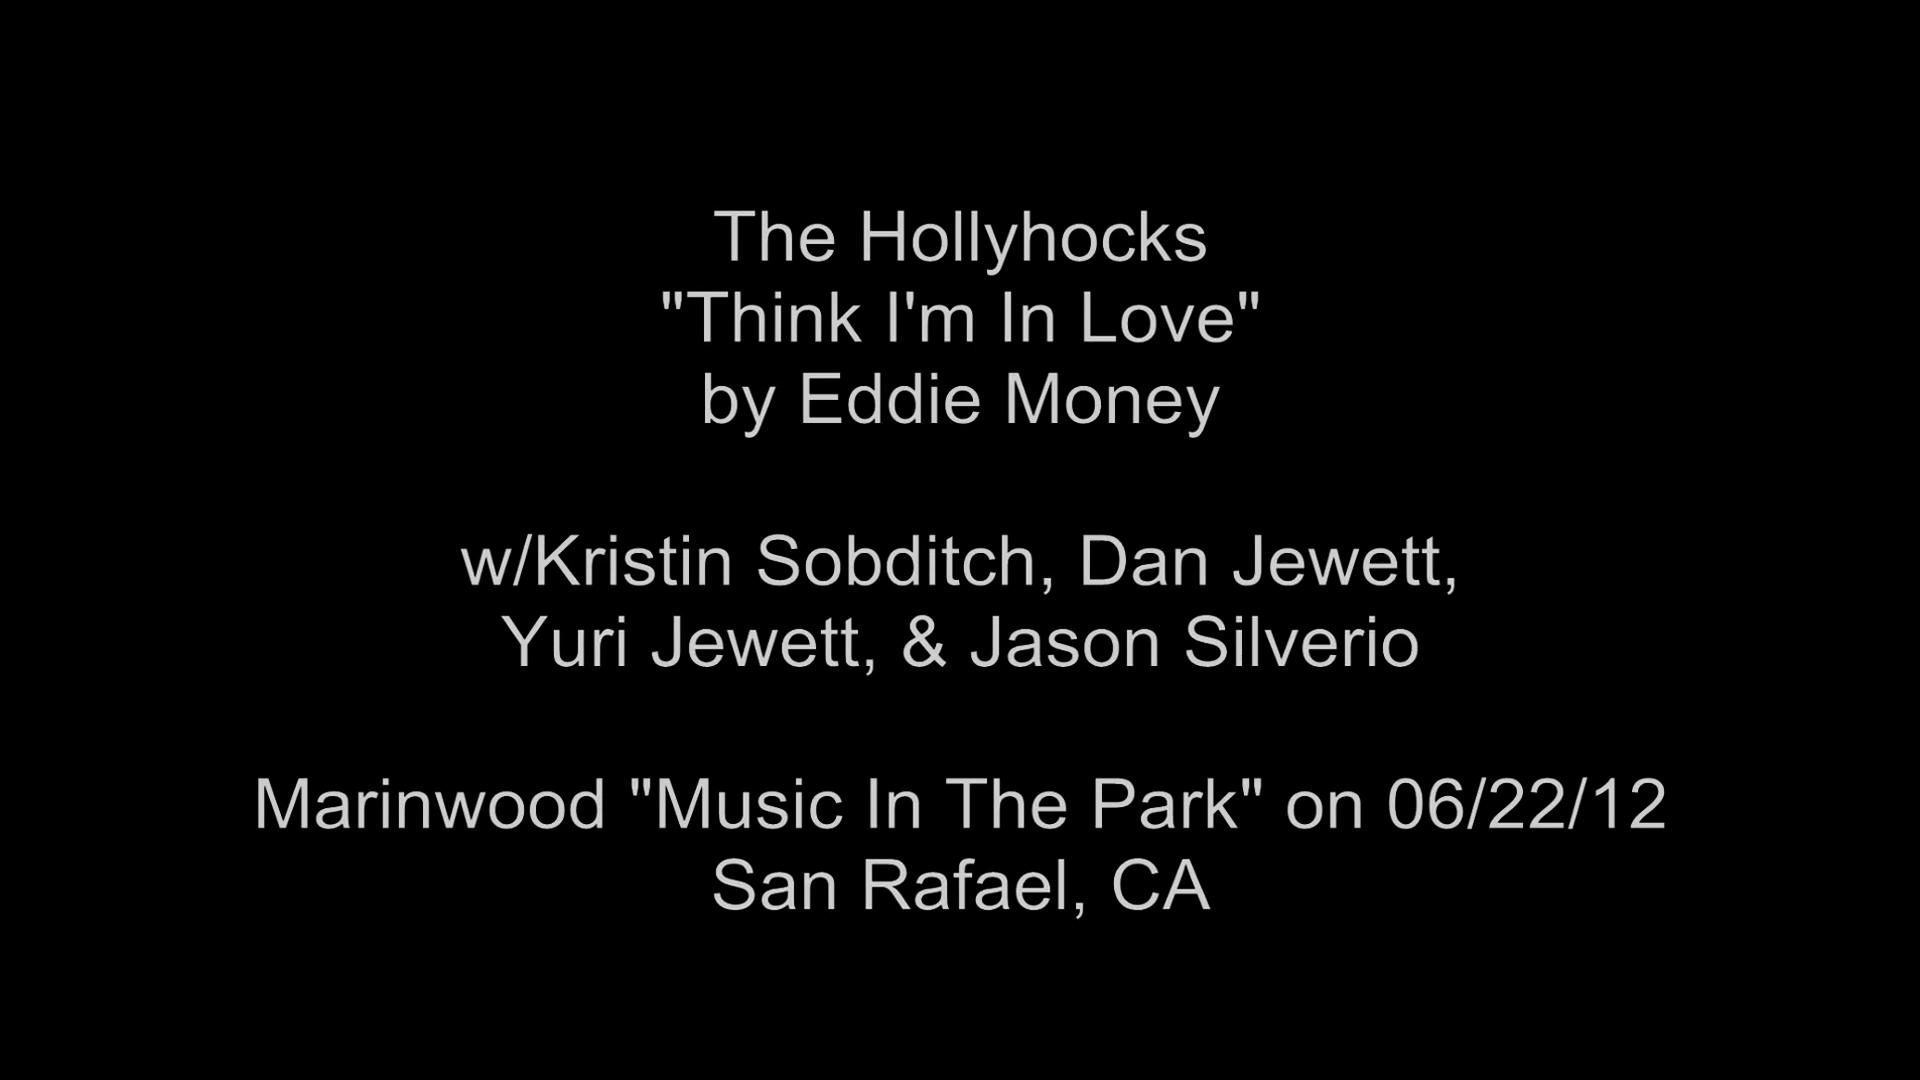 The Hollyhocks
"Think I'm In Love"
by Eddie Money
w/Kristin Sobditch, Dan Jewett,
Yuri Jewett, & Jason Silverio
Marinwood "Music In The Park" on 06/22/12
San Rafael, CA